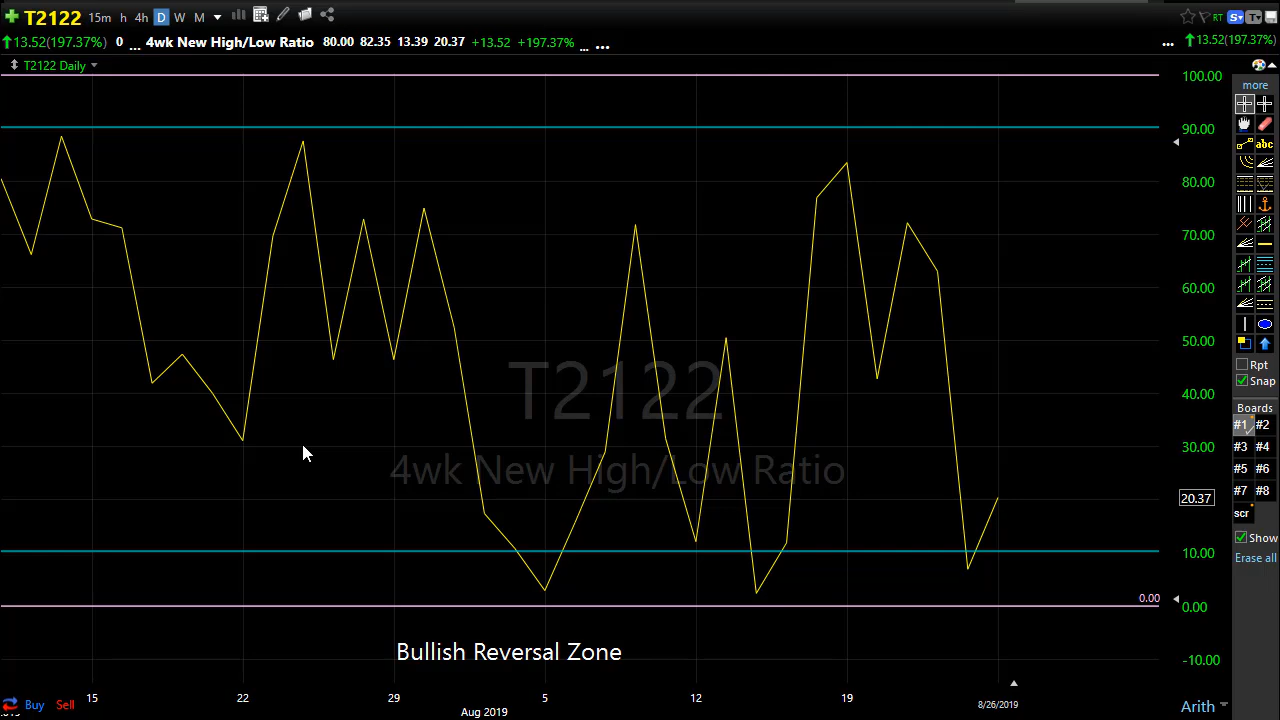 T2122 15m h 4h D W M RT S T
13.52(197.37%) 0 ... 4wk New High/Low Ratio 80.00 82.35 13.39 20.37 +13.52 +197.37% ... ... ... 13.52(197.37%)
T2122 Daily
100.00
more
90.00
abc
80.00
70.00
60.00
50.00
T2122
Rpt
Snap
40.00
Boards
#1 #2
30.00
#3 #4
4wk New High/Low Ratio
#5 #6
20.37
#7 #8
scr
Show
10.00
Erase all
0.00
0.00
Bullish Reversal Zone
-10.00
15 22 29 5 12 19 8/26/2019
Buy Sell
Aug 2019
Arith